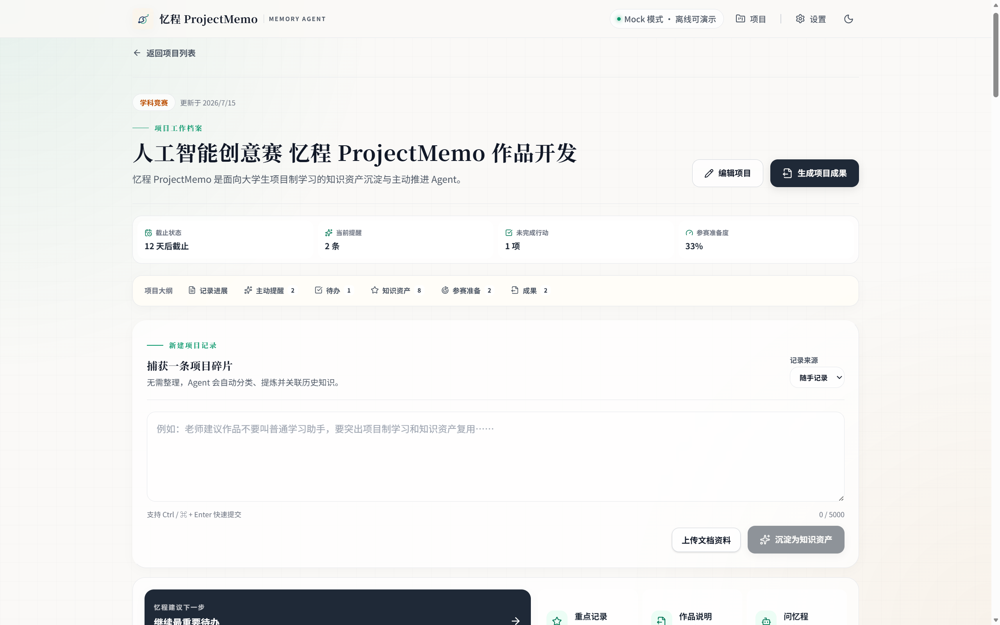 忆程 ProjectMemo MEMORY AGENT
Mock 模式 · 离线可演示 项目 设置
返回项目列表
学科竞赛 更新于 2026/7/15
项目工作档案
人工智能创意赛 忆程 ProjectMemo 作品开发
忆程 ProjectMemo 是面向大学生项目制学习的知识资产沉淀与主动推进 Agent。
编辑项目 生成项目成果
截止状态 当前提醒 未完成行动 参赛准备度
12 天后截止 2 条 1 项 33%
项目大纲 记录进展 主动提醒 2 待办 1 知识资产 8 参赛准备 2 成果 2
新建项目记录
捕获一条项目碎片
无需整理，Agent 会自动分类、提炼并关联历史知识。
记录来源
随手记录
例如：老师建议作品不要叫普通学习助手，要突出项目制学习和知识资产复用……
支持 Ctrl / ⌘ + Enter 快速提交 0 / 5000
上传文档资料 沉淀为知识资产
忆程建议下一步
继续最重要待办
重点记录 作品说明 问忆程